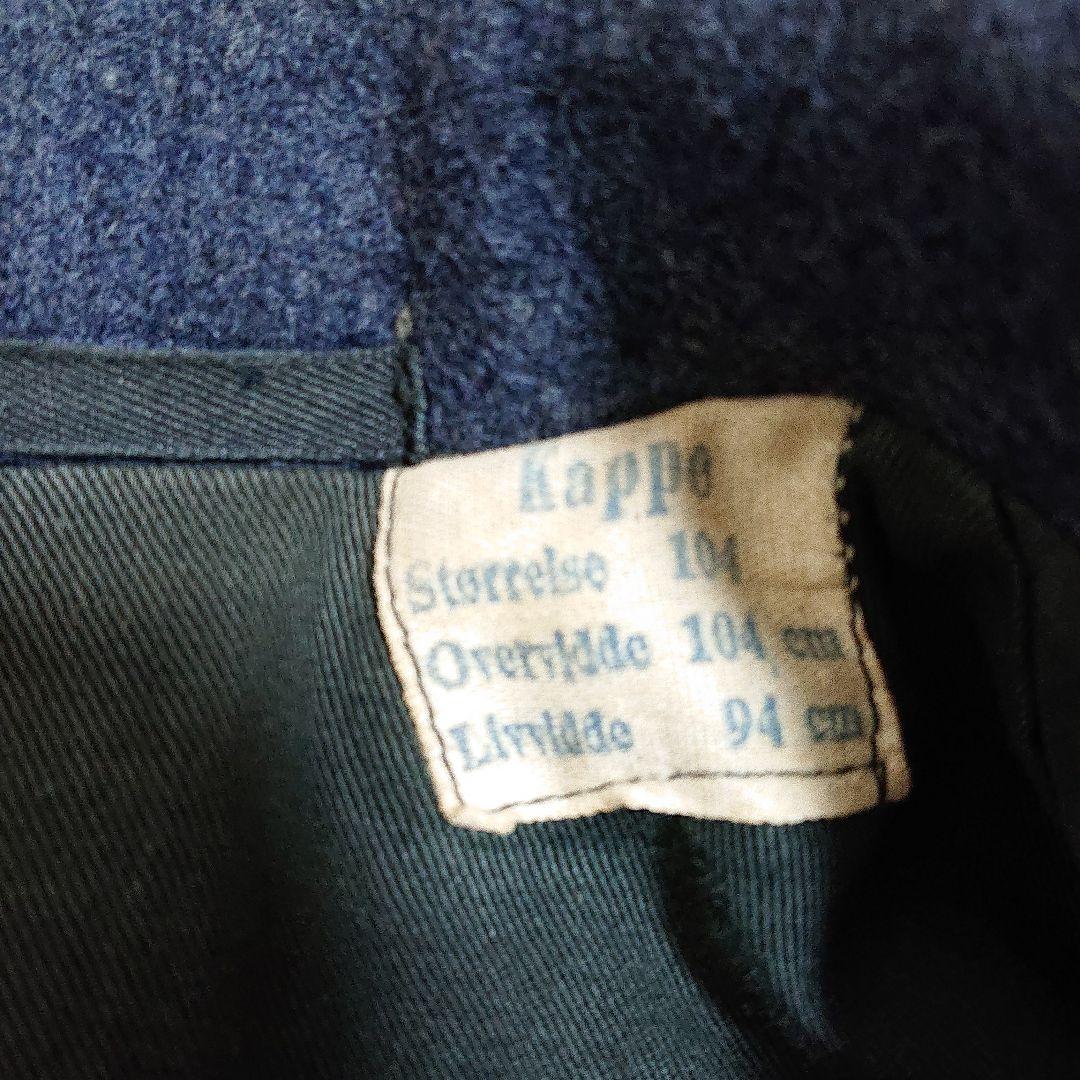 Kappe
Størrelse 104
Overvidde 104 cm
Livvidde 94 cm